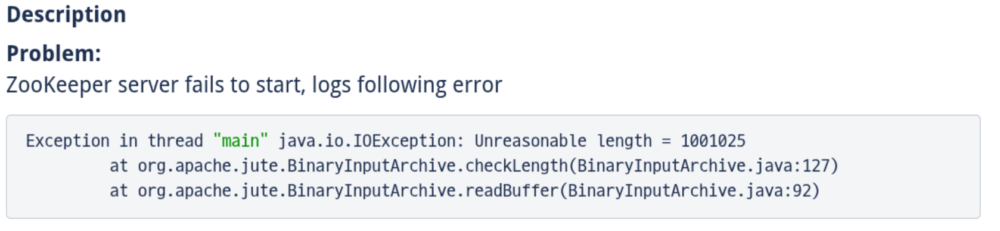 Description
Problem:
ZooKeeper server fails to start, logs following error
Exception in thread "main" java.io.IOException: Unreasonable length = 1001025
at org.apache.jute.BinaryInputArchive.checkLength(BinaryInputArchive.java:127)
at org.apache.jute.BinaryInputArchive.readBuffer(BinaryInputArchive.java:92)